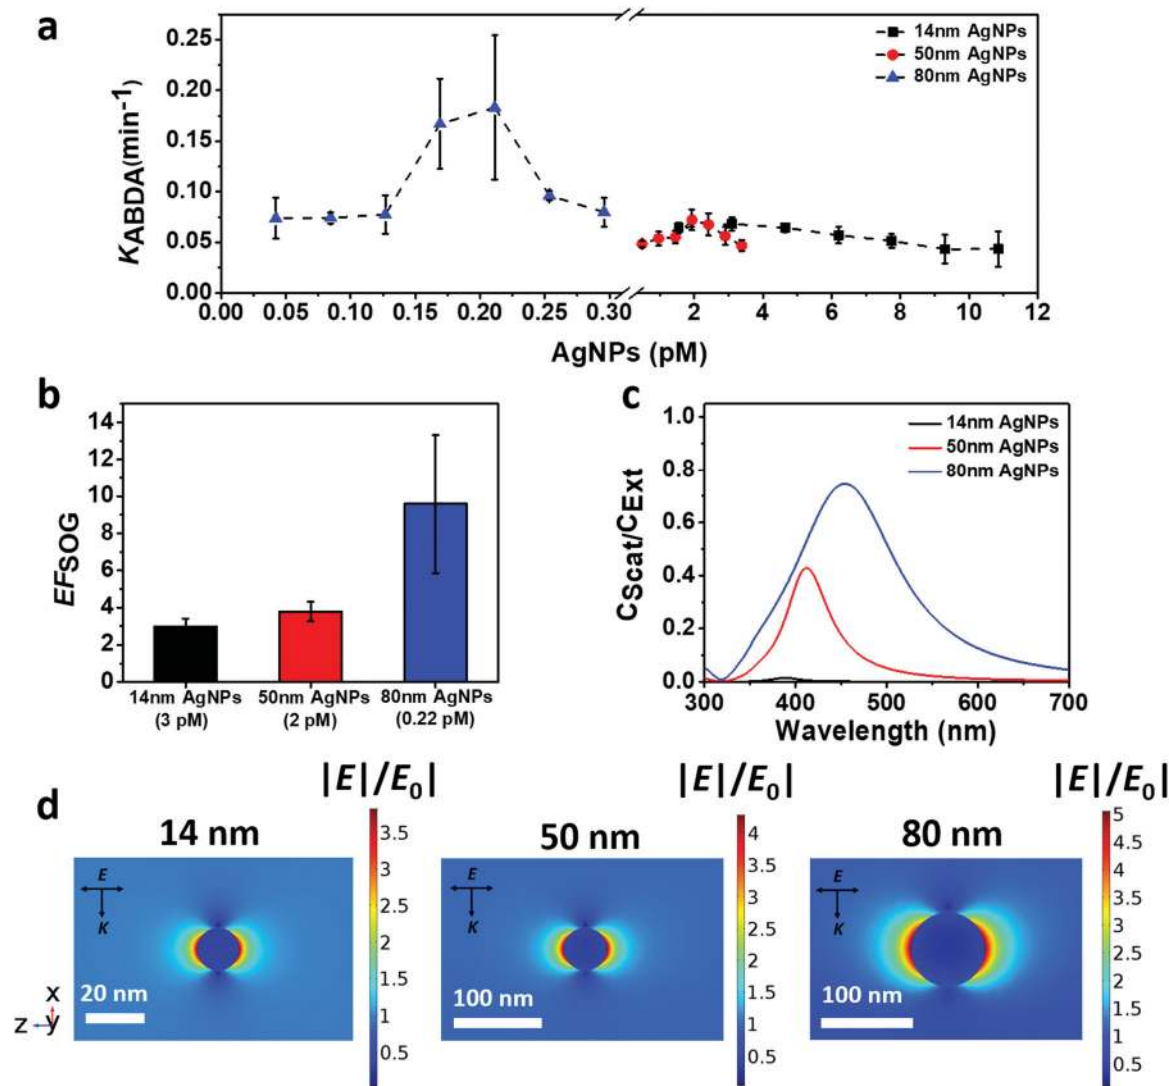 a
K_ABDA(min⁻¹)
0.25
0.20
0.15
0.10
0.05
0.00
14nm AgNPs
50nm AgNPs
80nm AgNPs
0.00 0.05 0.10 0.15 0.20 0.25 0.30 2 4 6 8 10 12
AgNPs (pM)
b
EF_SOG
14
12
10
8
6
4
2
0
14nm AgNPs 50nm AgNPs 80nm AgNPs
(3 pM) (2 pM) (0.22 pM)
c
C_Scat/C_Ext
1.0
0.8
0.6
0.4
0.2
0.0
14nm AgNPs
50nm AgNPs
80nm AgNPs
300 400 500 600 700
Wavelength (nm)
d
|E|/E₀|
14 nm
E
K
20 nm
x
z y
3.5
3
2.5
2
1.5
1
0.5
|E|/E₀|
50 nm
E
K
100 nm
4
3.5
3
2.5
2
1.5
1
0.5
|E|/E₀|
80 nm
E
K
100 nm
5
4.5
4
3.5
3
2.5
2
1.5
1
0.5